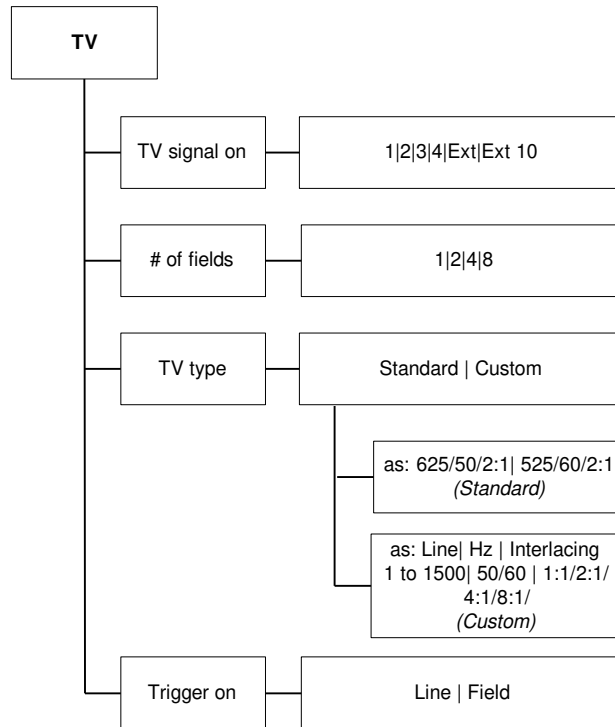 TV
TV signal on
1|2|3|4|Ext|Ext 10
# of fields
1|2|4|8
TV type
Standard | Custom
as: 625/50/2:1| 525/60/2:1
(Standard)
as: Line| Hz | Interlacing
1 to 1500| 50/60 | 1:1/2:1/
4:1/8:1/
(Custom)
Trigger on
Line | Field